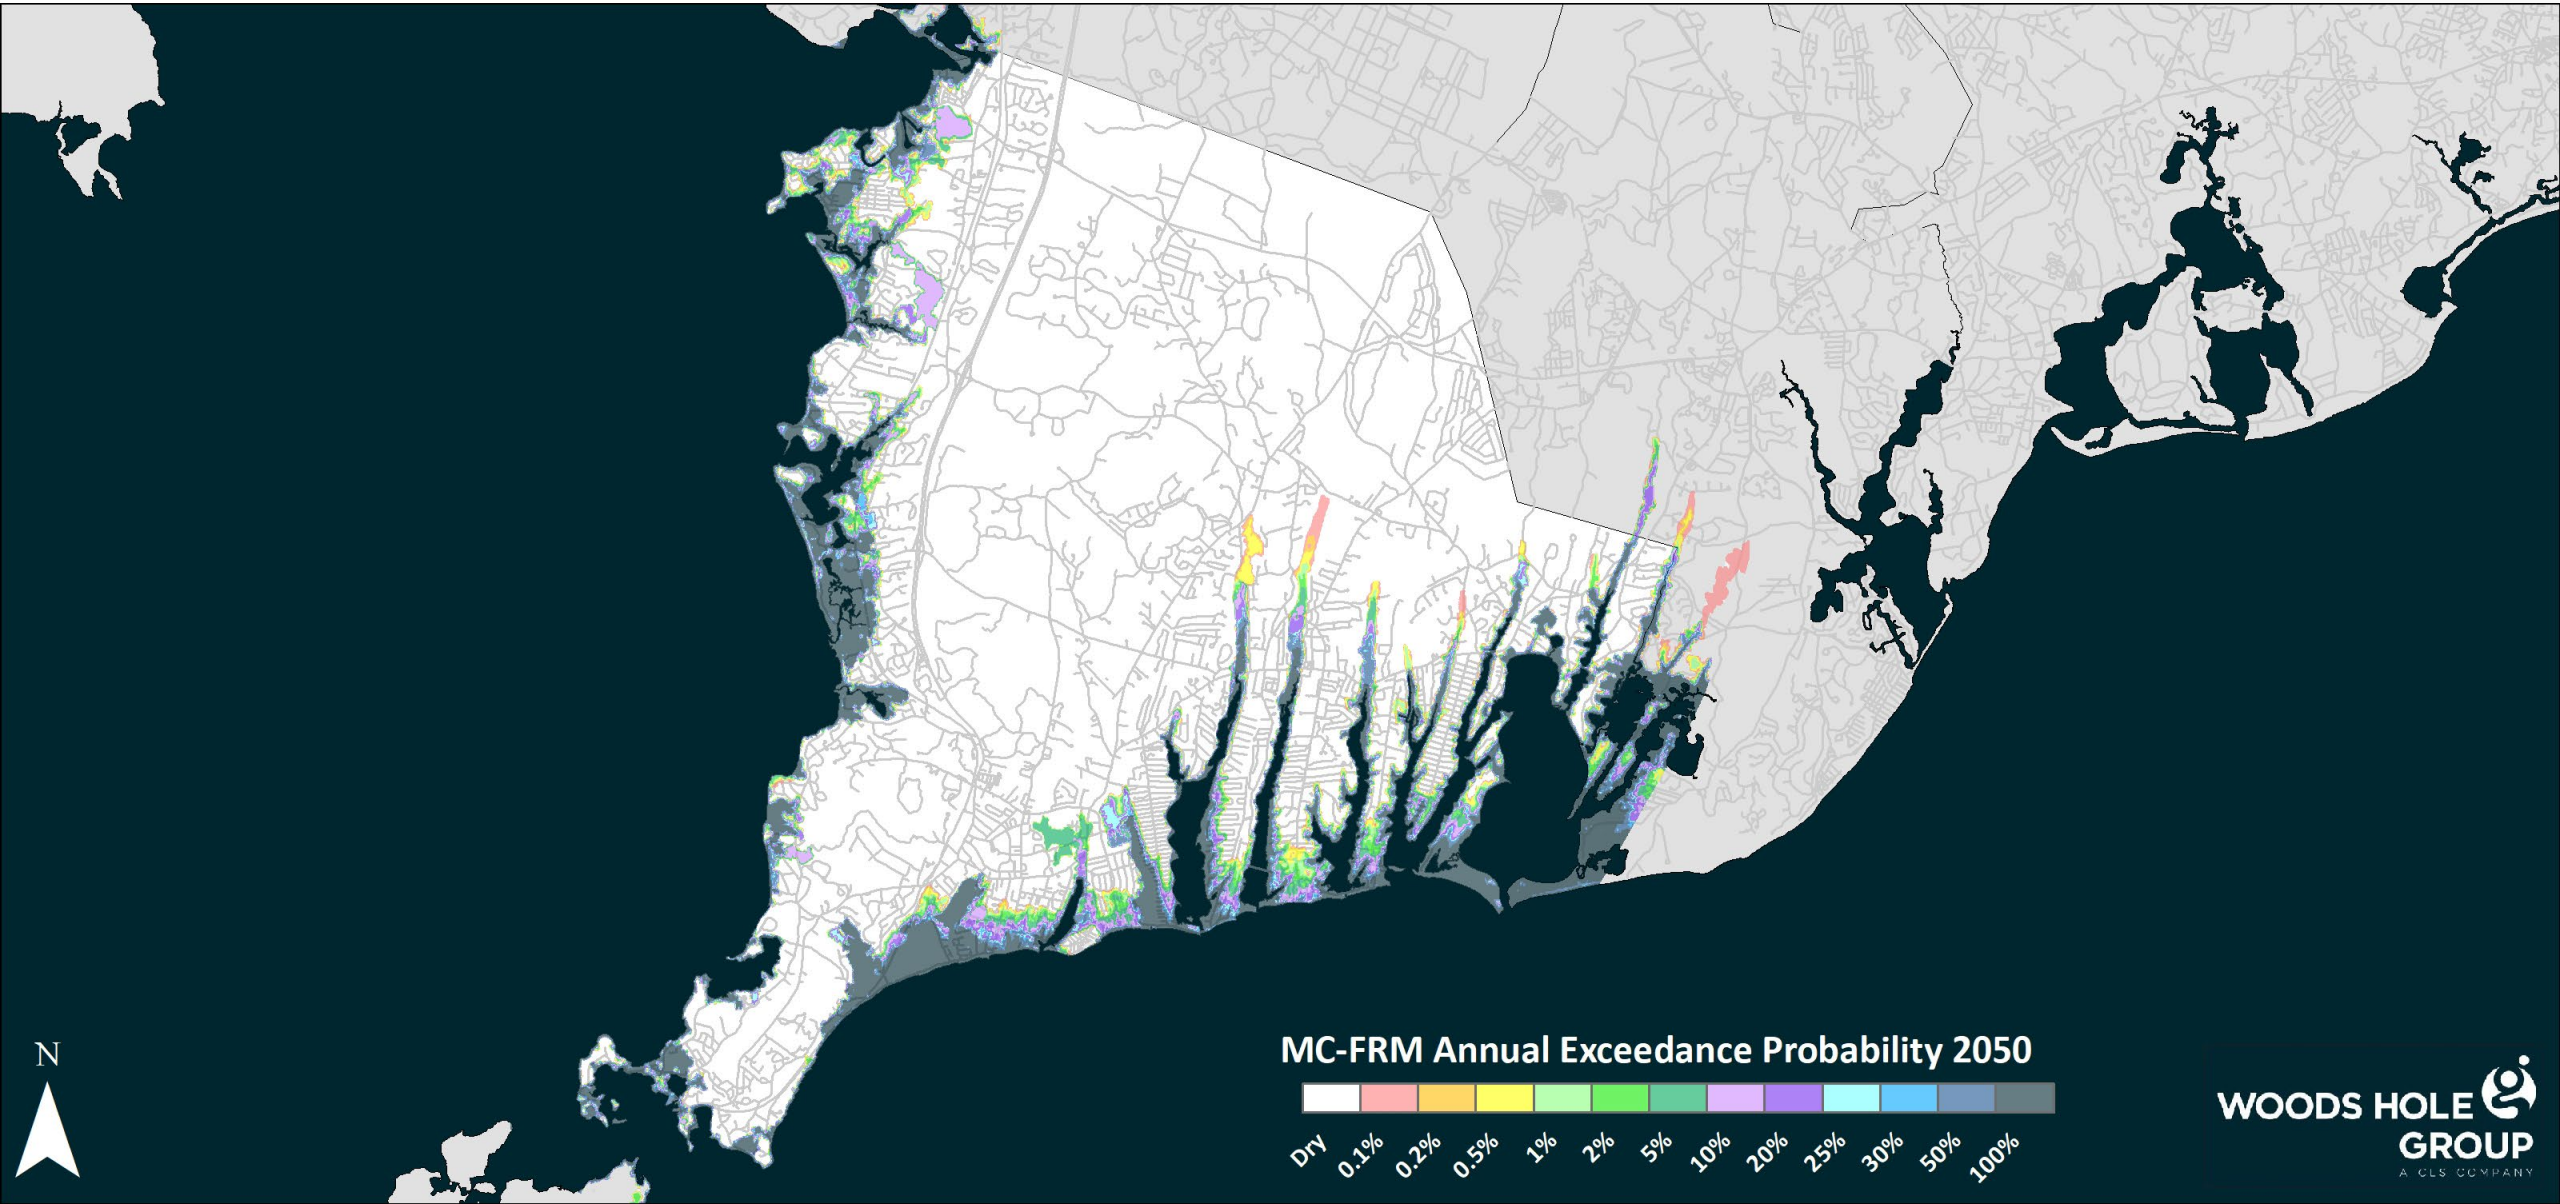 MC-FRM Annual Exceedance Probability 2050
Dry 0.1% 0.2% 0.5% 1% 2% 5% 10% 20% 25% 30% 50% 100%
N
WOODS HOLE
GROUP
A CLS COMPANY